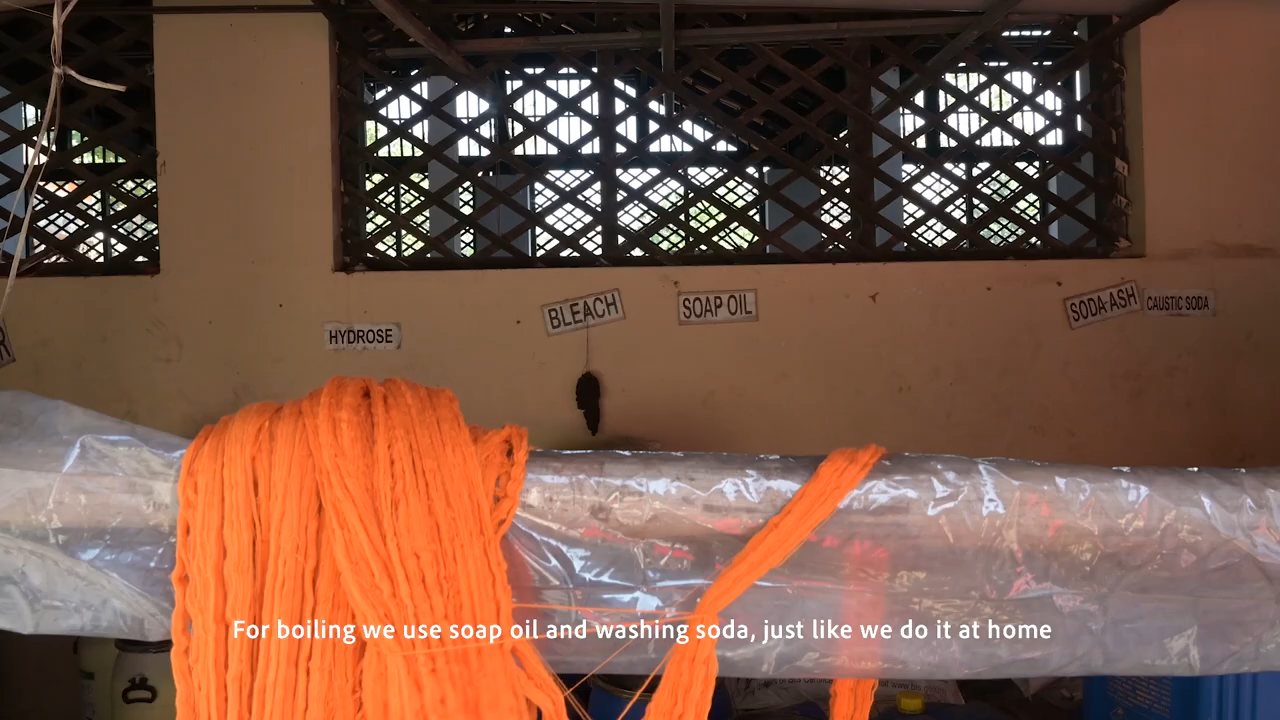 BLEACH
SOAP OIL
SODA ASH
CAUSTIC SODA
HYDROSE
For boiling we use soap oil and washing soda, just like we do it at home